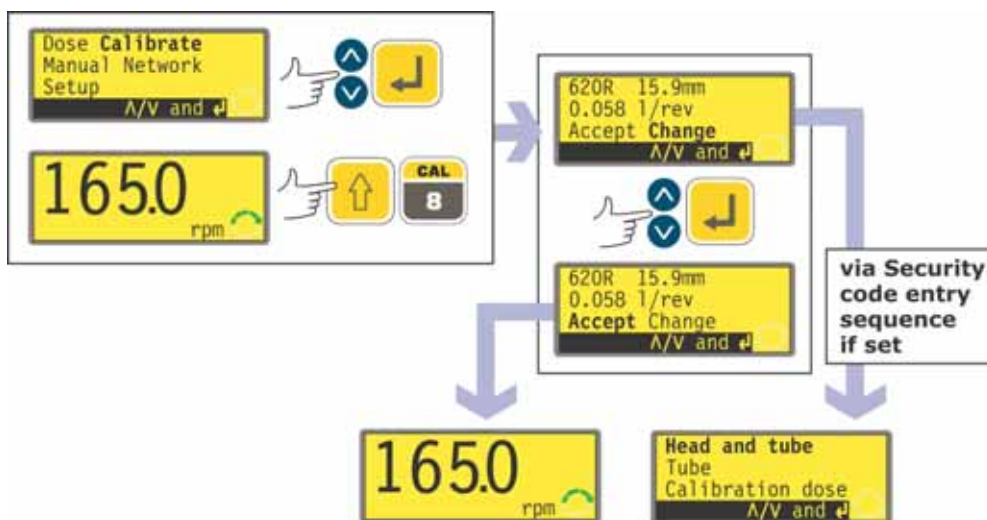 Dose Calibrate
Manual Network
Setup
∧/∨ and ↵
165.0
rpm
CAL
8
620R 15.9mm
0.058 l/rev
Accept Change
∧/∨ and ↵
620R 15.9mm
0.058 l/rev
Accept Change
∧/∨ and ↵
via Security
code entry
sequence
if set
165.0
rpm
Head and tube
Tube
Calibration dose
∧/∨ and ↵